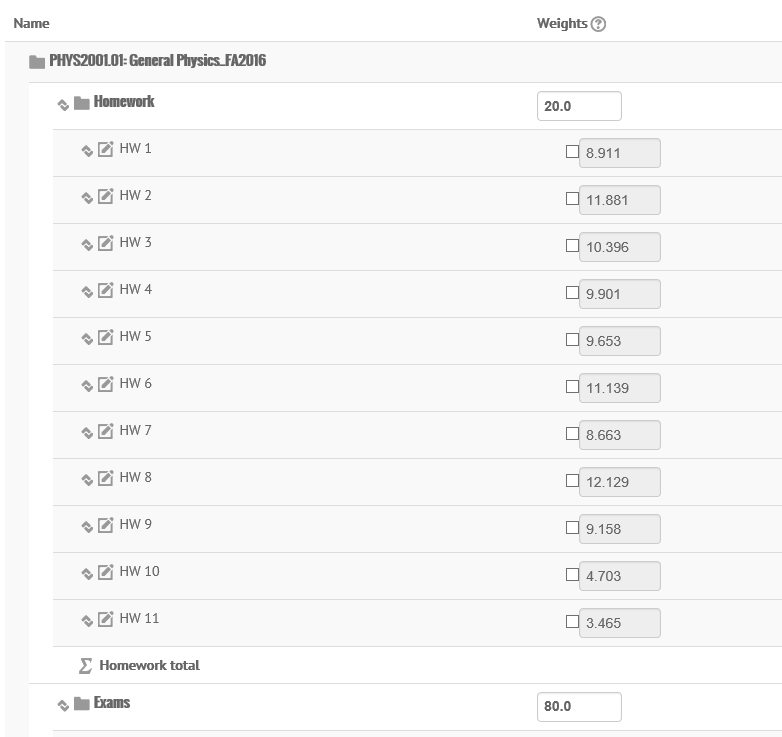 Name Weights ?
PHYS2001.01: General Physics_FA2016
Homework 20.0
HW 1 8.911
HW 2 11.881
HW 3 10.396
HW 4 9.901
HW 5 9.653
HW 6 11.139
HW 7 8.663
HW 8 12.129
HW 9 9.158
HW 10 4.703
HW 11 3.465
Σ Homework total
Exams 80.0